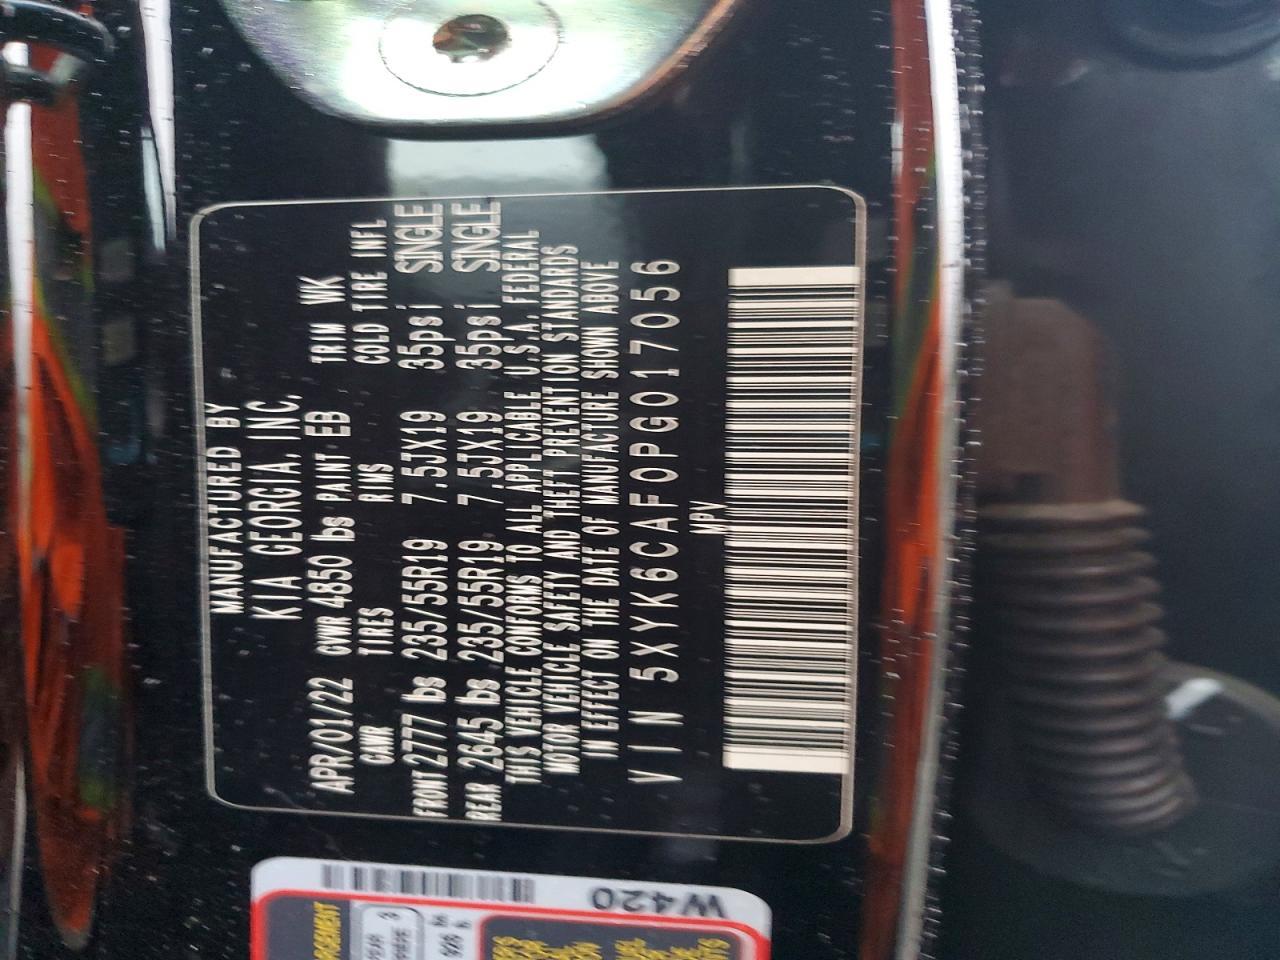 MANUFACTURED BY
KIA GEORGIA, INC.
APR/01/22 GVWR 4850 lbs PAINT EB TRIM WK
GAWR TIRES RIMS COLD TIRE INFL
FRONT 2777 lbs 235/55R19 7.5JX19 35psi SINGLE
REAR 2645 lbs 235/55R19 7.5JX19 35psi SINGLE
THIS VEHICLE CONFORMS TO ALL APPLICABLE U.S.A. FEDERAL
MOTOR VEHICLE SAFETY AND THEFT PREVENTION STANDARDS
IN EFFECT ON THE DATE OF MANUFACTURE SHOWN ABOVE
VIN 5XYK6CAF0PG017056
MPV
W420